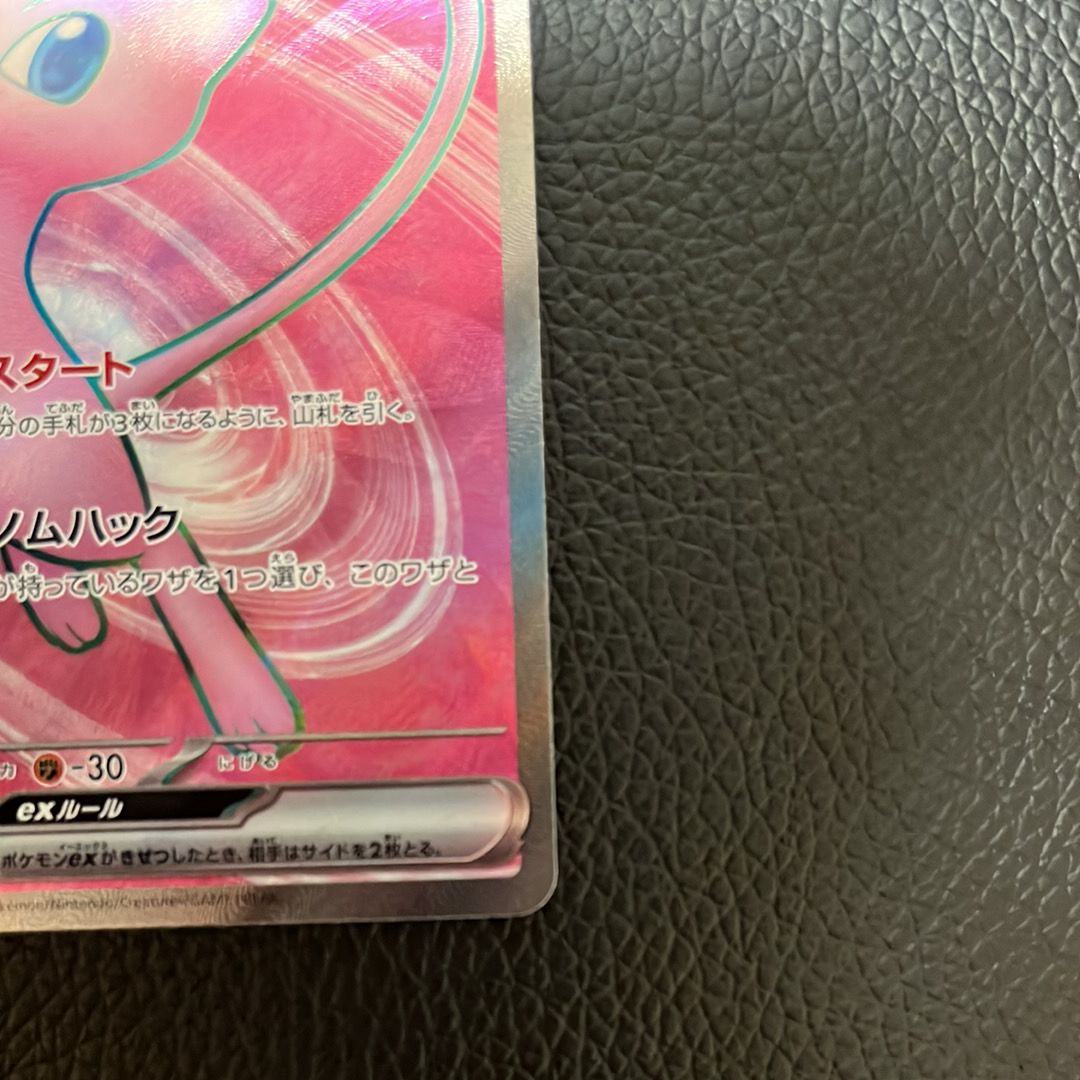 スタート
分の手札が3枚になるように、山札を引く。
ノムハック
が持っているワザを1つ選び、このワザと
力 -30 にげる
exルール
ポケモンexがきぜつしたとき、相手はサイドを2枚とる。